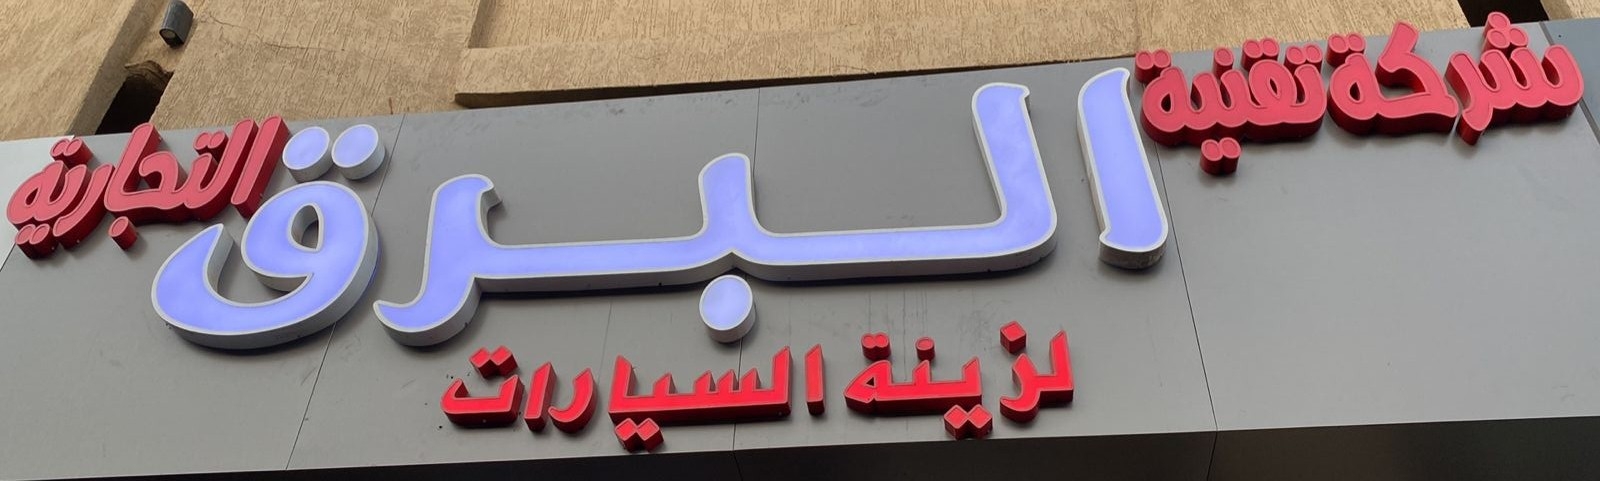 شركة تقنية البرق التجارية
لزينة السيارات